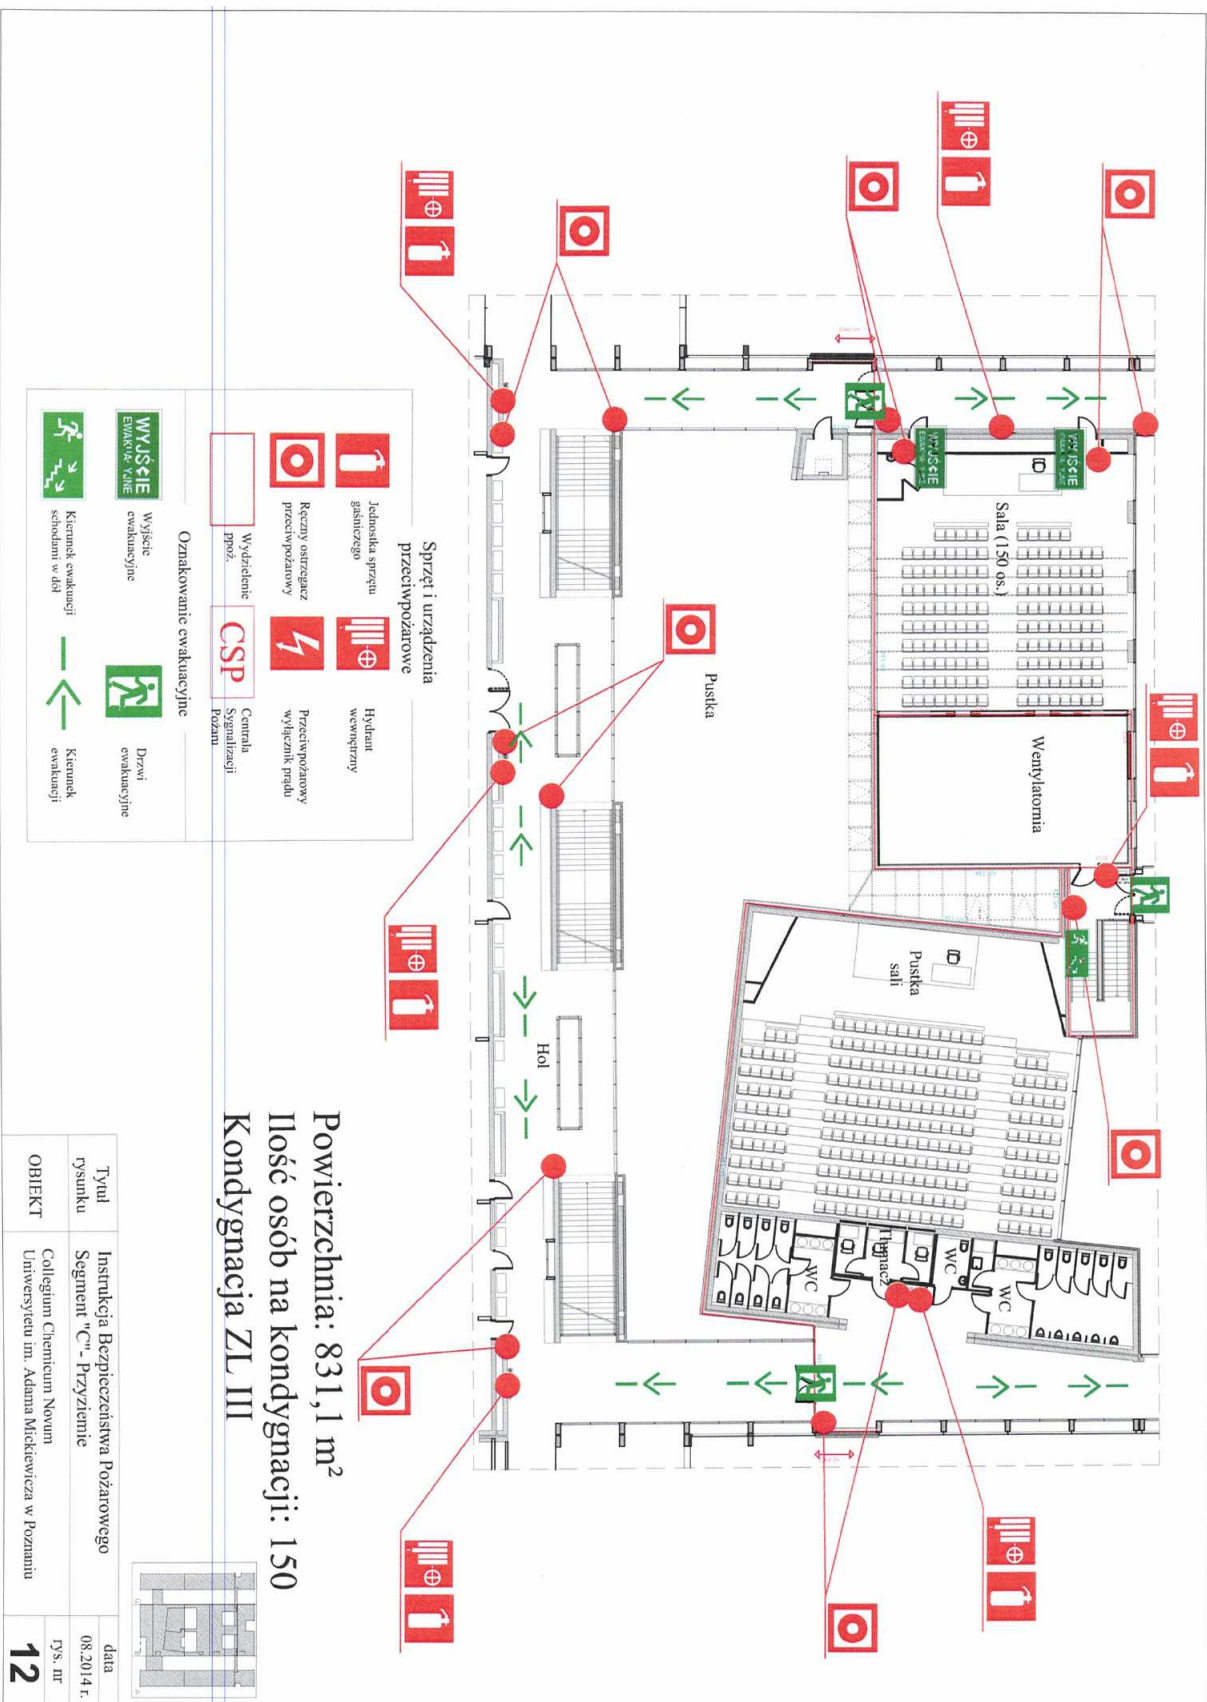 WYJŚCIE
WYJŚCIE
Sala (150 os.)
Wentylatornia
Pustka
Pustka
sali
Tłumacz
WC
WC
WC
Hol
Sprzęt i urządzenia
przeciwpożarowe
Jednostka sprzętu
gaśniczego
Hydrant
wewnętrzny
Ręczny ostrzegacz
przeciwpożarowy
Przeciwpożarowy
wyłącznik prądu
Wydzielenie
ppoż.
CSP
Centrala
Sygnalizacji
Pożaru
Oznakowanie ewakuacyjne
WYJŚCIE
EWAKUACYJNE
Wyjście
ewakuacyjne
Drzwi
ewakuacyjne
Kierunek ewakuacji
schodami w dół
Kierunek
ewakuacji
Powierzchnia: 831,1 m²
Ilość osób na kondygnacji: 150
Kondygnacja ZL III
Tytuł
rysunku
Instrukcja Bezpieczeństwa Pożarowego
Segment "C" - Przyziemie
data
08.2014 r.
OBIEKT
Collegium Chemicum Novum
Uniwersytetu im. Adama Mickiewicza w Poznaniu
rys. nr
12